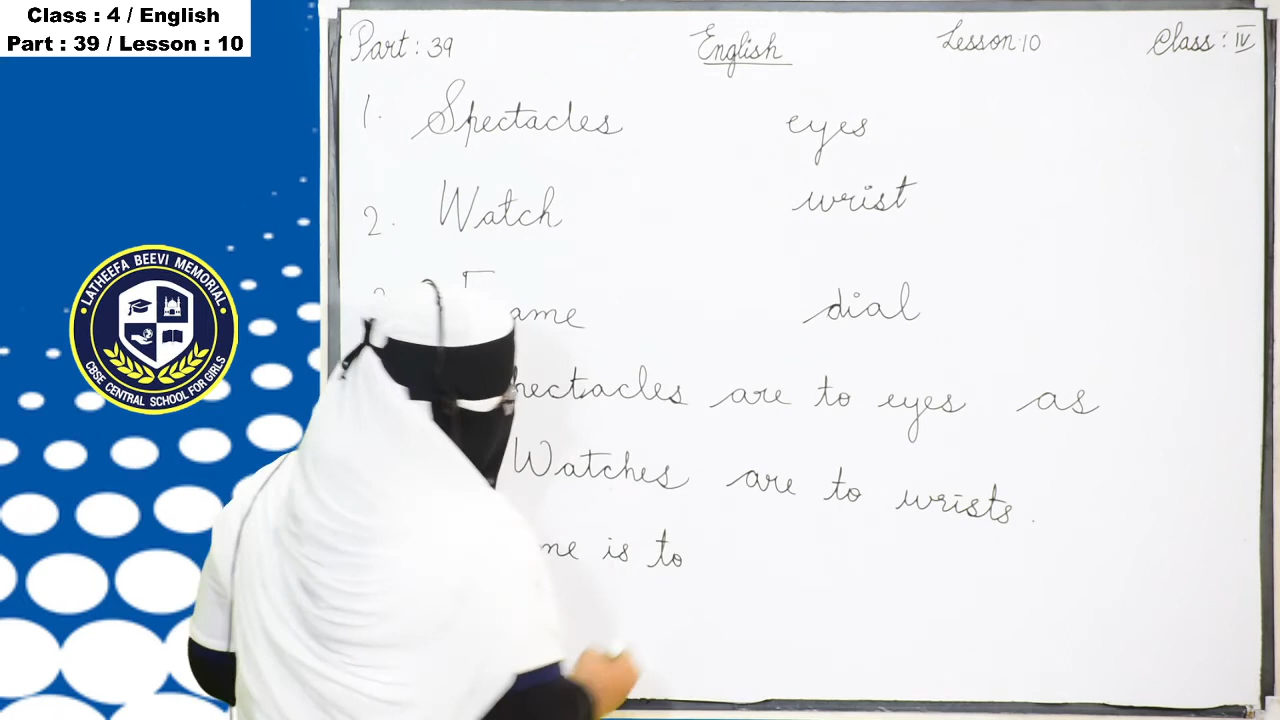 Class : 4 / English
Part : 39 / Lesson : 10
Part : 39 English Lesson:10 Class : IV
1. Spectacles eyes
2. Watch wrist
ame dial
pectacles are to eyes as
Watches are to wrists.
me is to
LATHEEFA BEEVI MEMORIAL
CBSE CENTRAL SCHOOL FOR GIRLS